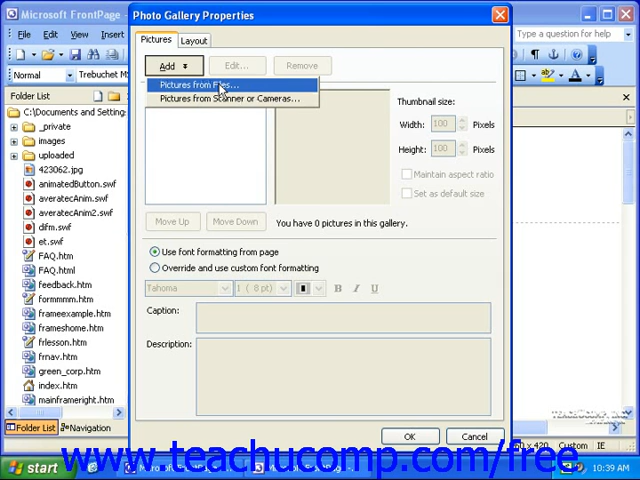 Microsoft FrontPage
Photo Gallery Properties
File Edit View
Type a question for help
Pictures Layout
Add Edit... Remove
Normal Trebuchet M
Pictures from Files...
Pictures from Scanner or Cameras...
Folder List
C:\Documents and Setting
_private
images
uploaded
423062.jpg
animatedButton.swf
averatecAnim.swf
averatecAnim2.swf
difm.swf
et.swf
FAQ.htm
FAQ.html
feedback.htm
formmmm.htm
frameexample.htm
frameshome.htm
frlesson.htm
frnav.htm
green_corp.htm
index.htm
mainframeright.htm
Thumbnail size:
Width: 100 Pixels
Height: 100 Pixels
Maintain aspect ratio
Set as default size
Move Up Move Down You have 0 pictures in this gallery.
Use font formatting from page
Override and use custom font formatting
Tahoma 1 ( 8 pt) B I U
Caption:
Description:
OK Cancel
Folder List Navigation
60 x 420 Custom IE
www.teachucomp.com/free
start
10:39 AM